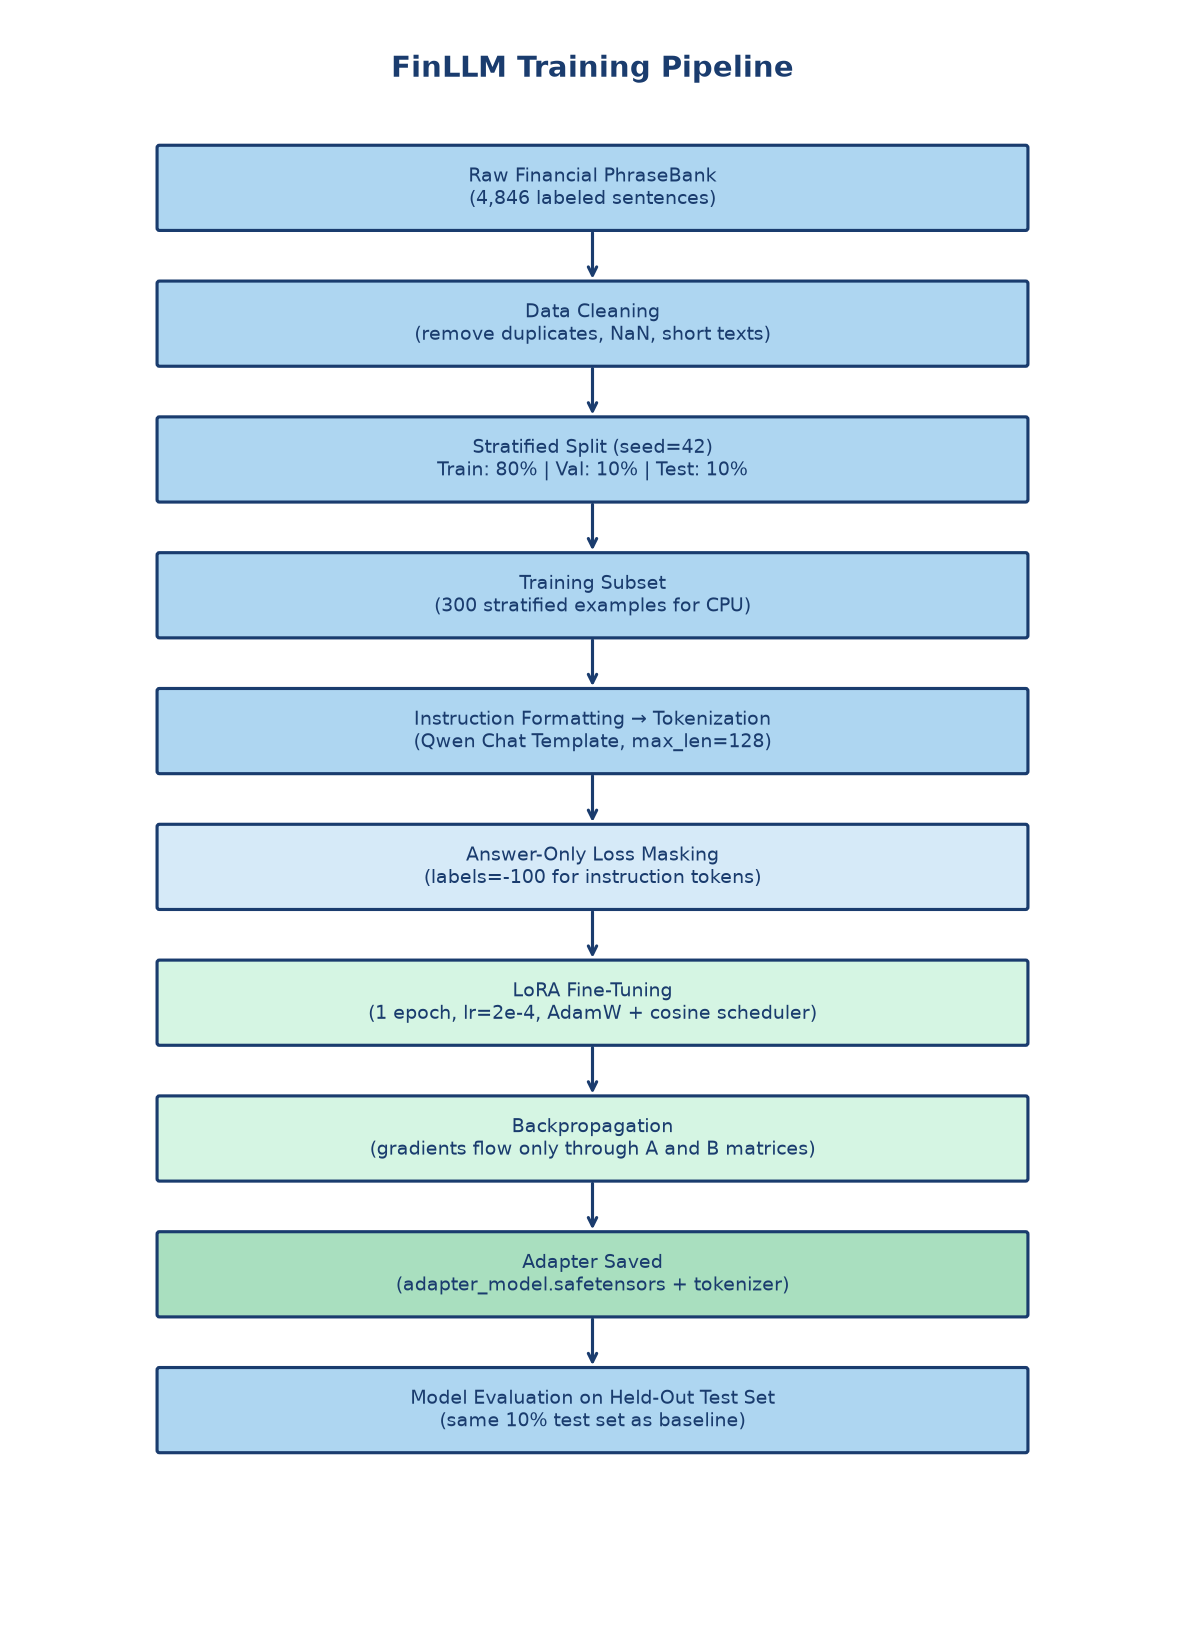 FinLLM Training Pipeline
Raw Financial PhraseBank
(4,846 labeled sentences)
Data Cleaning
(remove duplicates, NaN, short texts)
Stratified Split (seed=42)
Train: 80% | Val: 10% | Test: 10%
Training Subset
(300 stratified examples for CPU)
Instruction Formatting → Tokenization
(Qwen Chat Template, max_len=128)
Answer-Only Loss Masking
(labels=-100 for instruction tokens)
LoRA Fine-Tuning
(1 epoch, lr=2e-4, AdamW + cosine scheduler)
Backpropagation
(gradients flow only through A and B matrices)
Adapter Saved
(adapter_model.safetensors + tokenizer)
Model Evaluation on Held-Out Test Set
(same 10% test set as baseline)